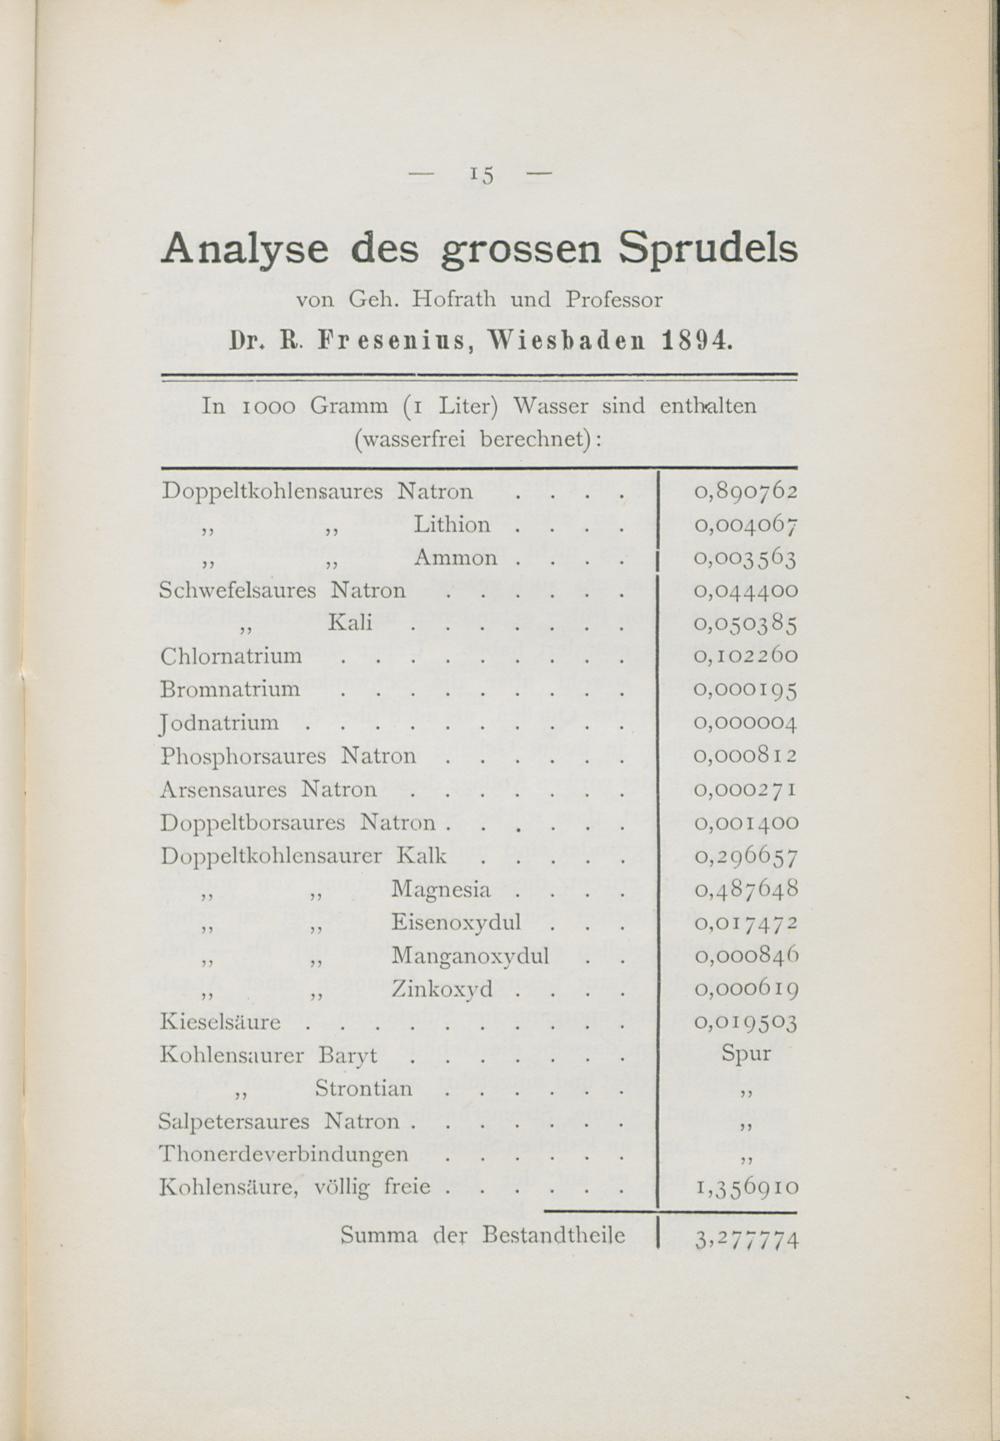 — 15 —
Analyse des grossen Sprudels
von Geh. Hofrath und Professor
Dr. R. Fresenius, Wiesbaden 1894.
In 1000 Gramm (1 Liter) Wasser sind enthalten
(wasserfrei berechnet):
Doppeltkohlensaures Natron . . . . 0,890762
„ „ Lithion . . . . 0,004067
„ „ Ammon . . . . 0,003563
Schwefelsaures Natron . . . . . . 0,044400
„ Kali . . . . . . . 0,050385
Chlornatrium . . . . . . . . . 0,102260
Bromnatrium . . . . . . . . . 0,000195
Jodnatrium . . . . . . . . . . 0,000004
Phosphorsaures Natron . . . . . . 0,000812
Arsensaures Natron . . . . . . . 0,000271
Doppeltborsaures Natron . . . . . . 0,001400
Doppeltkohlensaurer Kalk . . . . . 0,296657
„ „ Magnesia . . . . 0,487648
„ „ Eisenoxydul . . . 0,017472
„ „ Manganoxydul . . 0,000846
„ „ Zinkoxyd . . . . 0,000619
Kieselsäure . . . . . . . . . . 0,019503
Kohlensaurer Baryt . . . . . . . Spur
„ Strontian . . . . . . „
Salpetersaures Natron . . . . . . . „
Thonerdeverbindungen . . . . . . „
Kohlensäure, völlig freie . . . . . . 1,356910
Summa der Bestandtheile 3,277774